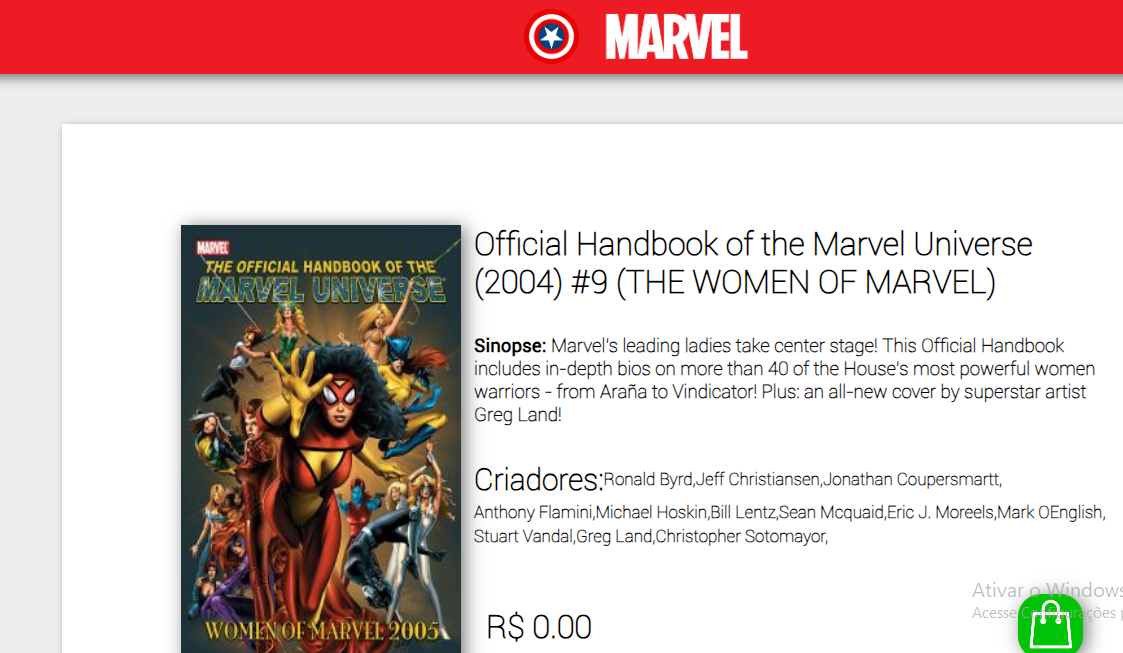 MARVEL
MARVEL
THE OFFICIAL HANDBOOK OF THE
MARVEL UNIVERSE
WOMEN OF MARVEL 2005
Official Handbook of the Marvel Universe
(2004) #9 (THE WOMEN OF MARVEL)
Sinopse: Marvel's leading ladies take center stage! This Official Handbook
includes in-depth bios on more than 40 of the House's most powerful women
warriors - from Araña to Vindicator! Plus: an all-new cover by superstar artist
Greg Land!
Criadores:Ronald Byrd,Jeff Christiansen,Jonathan Coupersmartt,
Anthony Flamini,Michael Hoskin,Bill Lentz,Sean Mcquaid,Eric J. Moreels,Mark OEnglish,
Stuart Vandal,Greg Land,Christopher Sotomayor,
R$ 0.00
Ativar o Windows
Acesse Configurações p